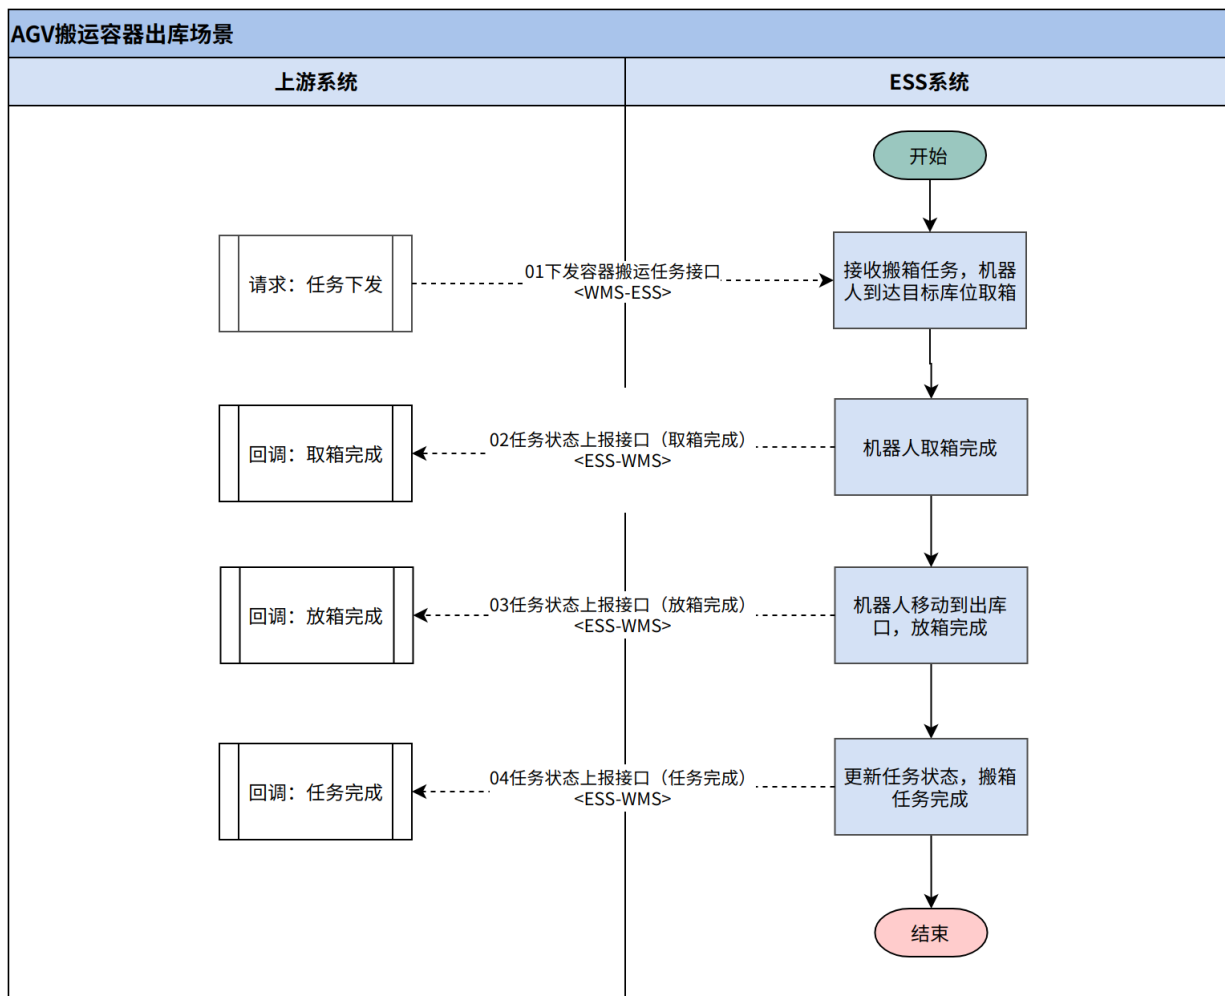 AGV搬运容器出库场景
上游系统
ESS系统
开始
请求：任务下发
01下发容器搬运任务接口
<WMS-ESS>
接收搬箱任务，机器
人到达目标库位取箱
回调：取箱完成
02任务状态上报接口（取箱完成）
<ESS-WMS>
机器人取箱完成
回调：放箱完成
03任务状态上报接口（放箱完成）
<ESS-WMS>
机器人移动到出库
口，放箱完成
回调：任务完成
04任务状态上报接口（任务完成）
<ESS-WMS>
更新任务状态，搬箱
任务完成
结束